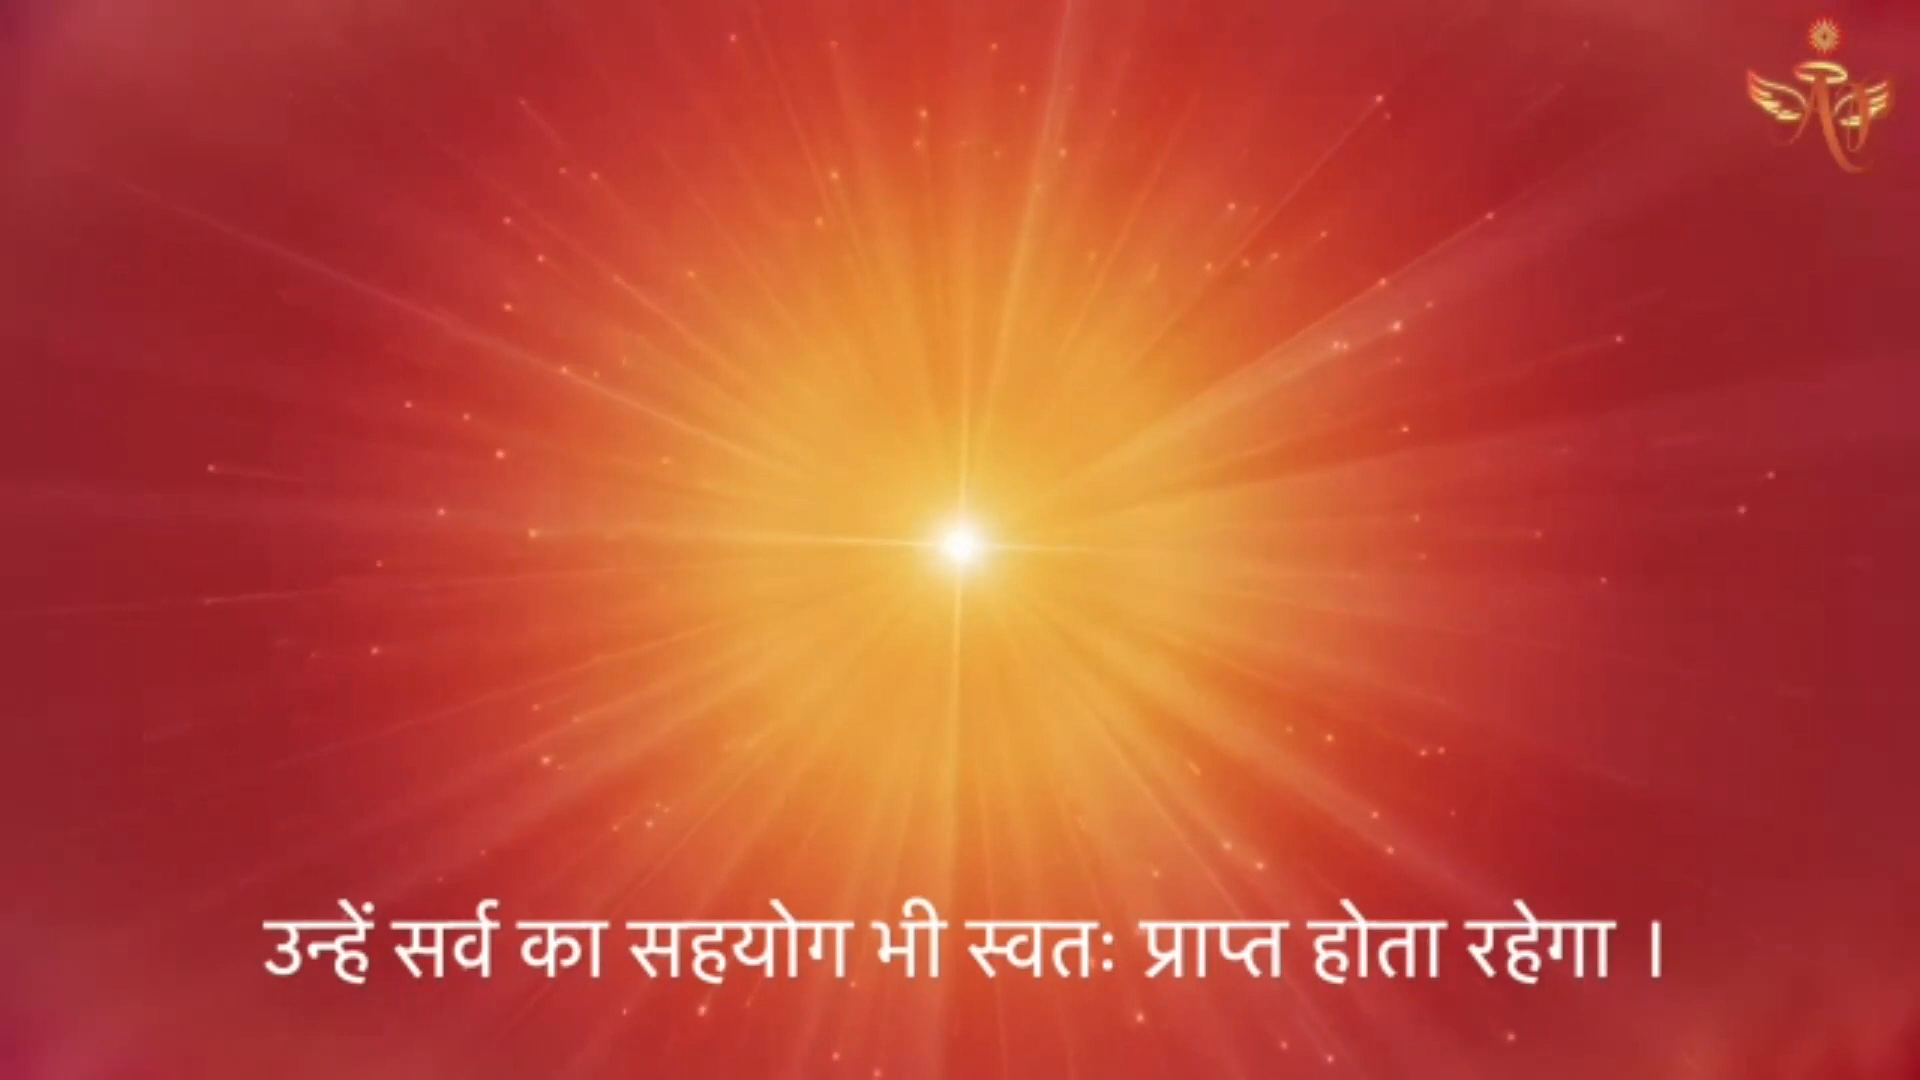 उन्हें सर्व का सहयोग भी स्वतः प्राप्त होता रहेगा ।